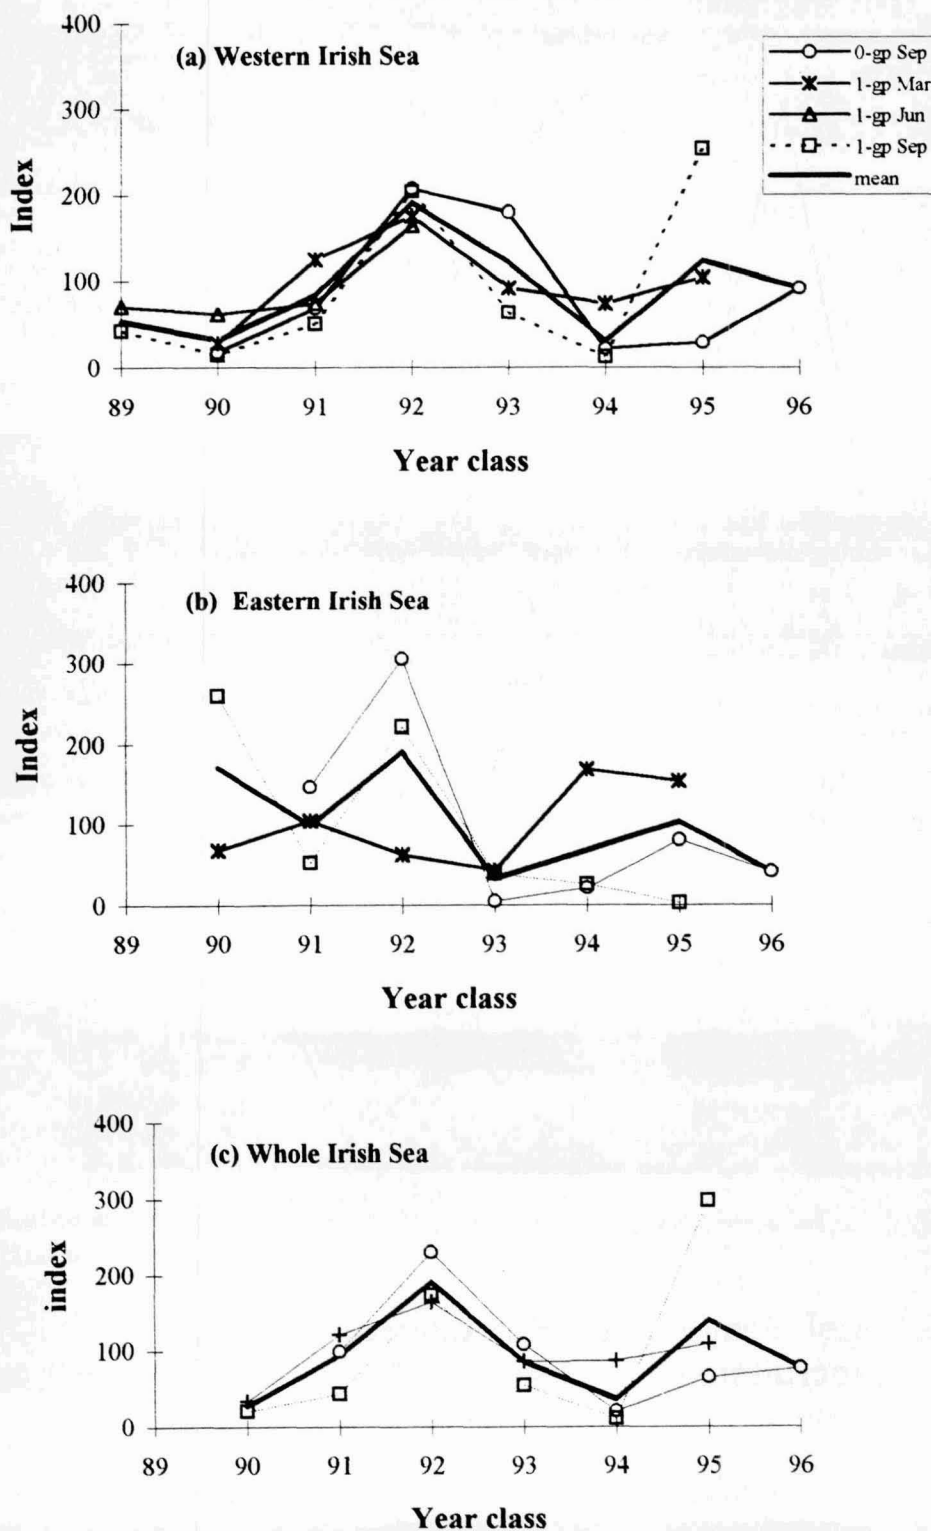 400
(a) Western Irish Sea
300
200
100
0
Index
89 90 91 92 93 94 95 96
Year class
0-gp Sep
1-gp Mar
1-gp Jun
1-gp Sep
mean
400
(b) Eastern Irish Sea
300
200
100
0
Index
89 90 91 92 93 94 95 96
Year class
400
(c) Whole Irish Sea
300
200
100
0
index
89 90 91 92 93 94 95 96
Year class